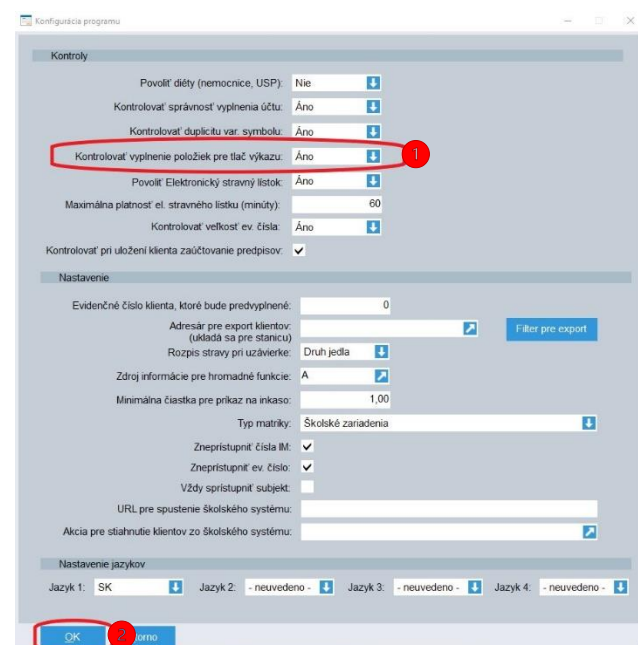 Konfigurácia programu
Kontroly
Povoliť diéty (nemocnice, USP): Nie
Kontrolovať správnosť vyplnenia účtu: Áno
Kontrolovať duplicitu var. symbolu: Áno
Kontrolovať vyplnenie položiek pre tlač výkazu: Áno 1
Povoliť Elektronický stravný lístok: Áno
Maximálna platnosť el. stravného lístku (minúty): 60
Kontrolovať veľkosť ev. čísla: Áno
Kontrolovať pri uložení klienta zaúčtovanie predpisov:
Nastavenie
Evidenčné číslo klienta, ktoré bude predvyplnené: 0
Adresár pre export klientov: Filter pre export
(ukladá sa pre stanicu)
Rozpis stravy pri uzávierke: Druh jedla
Zdroj informácie pre hromadné funkcie: A
Minimálna čiastka pre príkaz na inkaso: 1,00
Typ matriky: Školské zariadenia
Zneprístupniť čísla IM:
Zneprístupniť ev. číslo:
Vždy sprístupniť subjekt:
URL pre spustenie školského systému:
Akcia pre stiahnutie klientov zo školského systému:
Nastavenie jazykov
Jazyk 1: SK Jazyk 2: - neuvedeno - Jazyk 3: - neuvedeno - Jazyk 4: - neuvedeno -
OK 2 orno